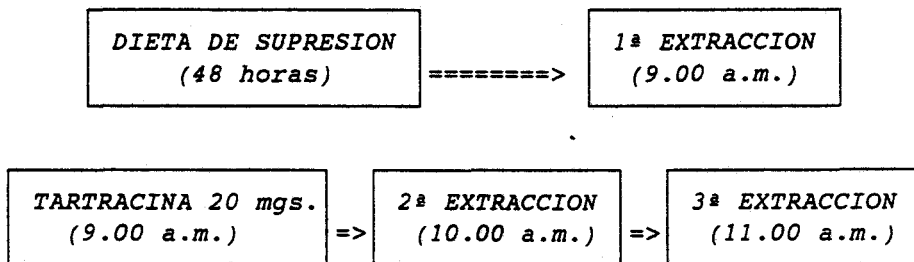 DIETA DE SUPRESION
(48 horas)
========>
1ª EXTRACCION
(9.00 a.m.)
TARTRACINA 20 mgs.
(9.00 a.m.)
=>
2ª EXTRACCION
(10.00 a.m.)
=>
3ª EXTRACCION
(11.00 a.m.)